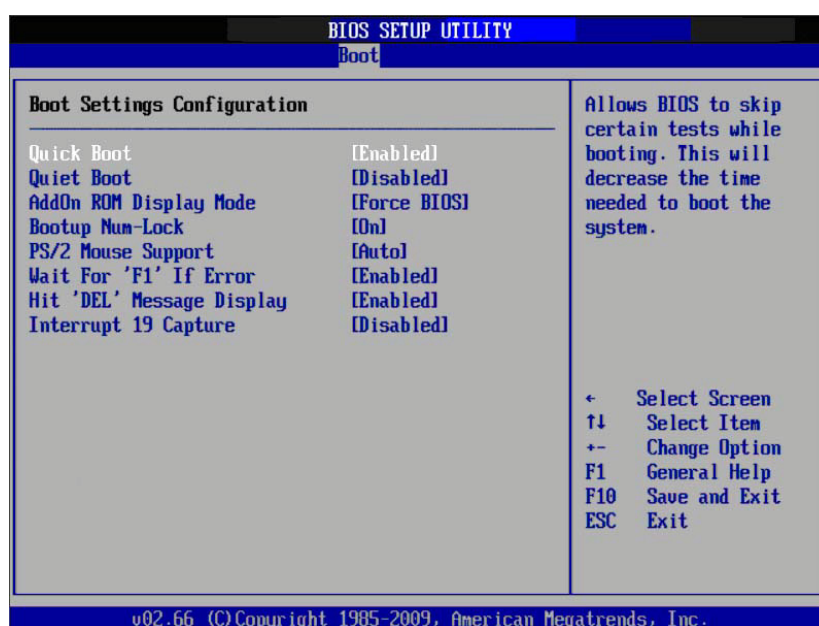 BIOS SETUP UTILITY
Boot
Boot Settings Configuration
Quick Boot [Enabled]
Quiet Boot [Disabled]
AddOn ROM Display Mode [Force BIOS]
Bootup Num-Lock [On]
PS/2 Mouse Support [Auto]
Wait For 'F1' If Error [Enabled]
Hit 'DEL' Message Display [Enabled]
Interrupt 19 Capture [Disabled]
Allows BIOS to skip
certain tests while
booting. This will
decrease the time
needed to boot the
system.
← Select Screen
↑↓ Select Item
+- Change Option
F1 General Help
F10 Save and Exit
ESC Exit
v02.66 (C)Copyright 1985-2009, American Megatrends, Inc.